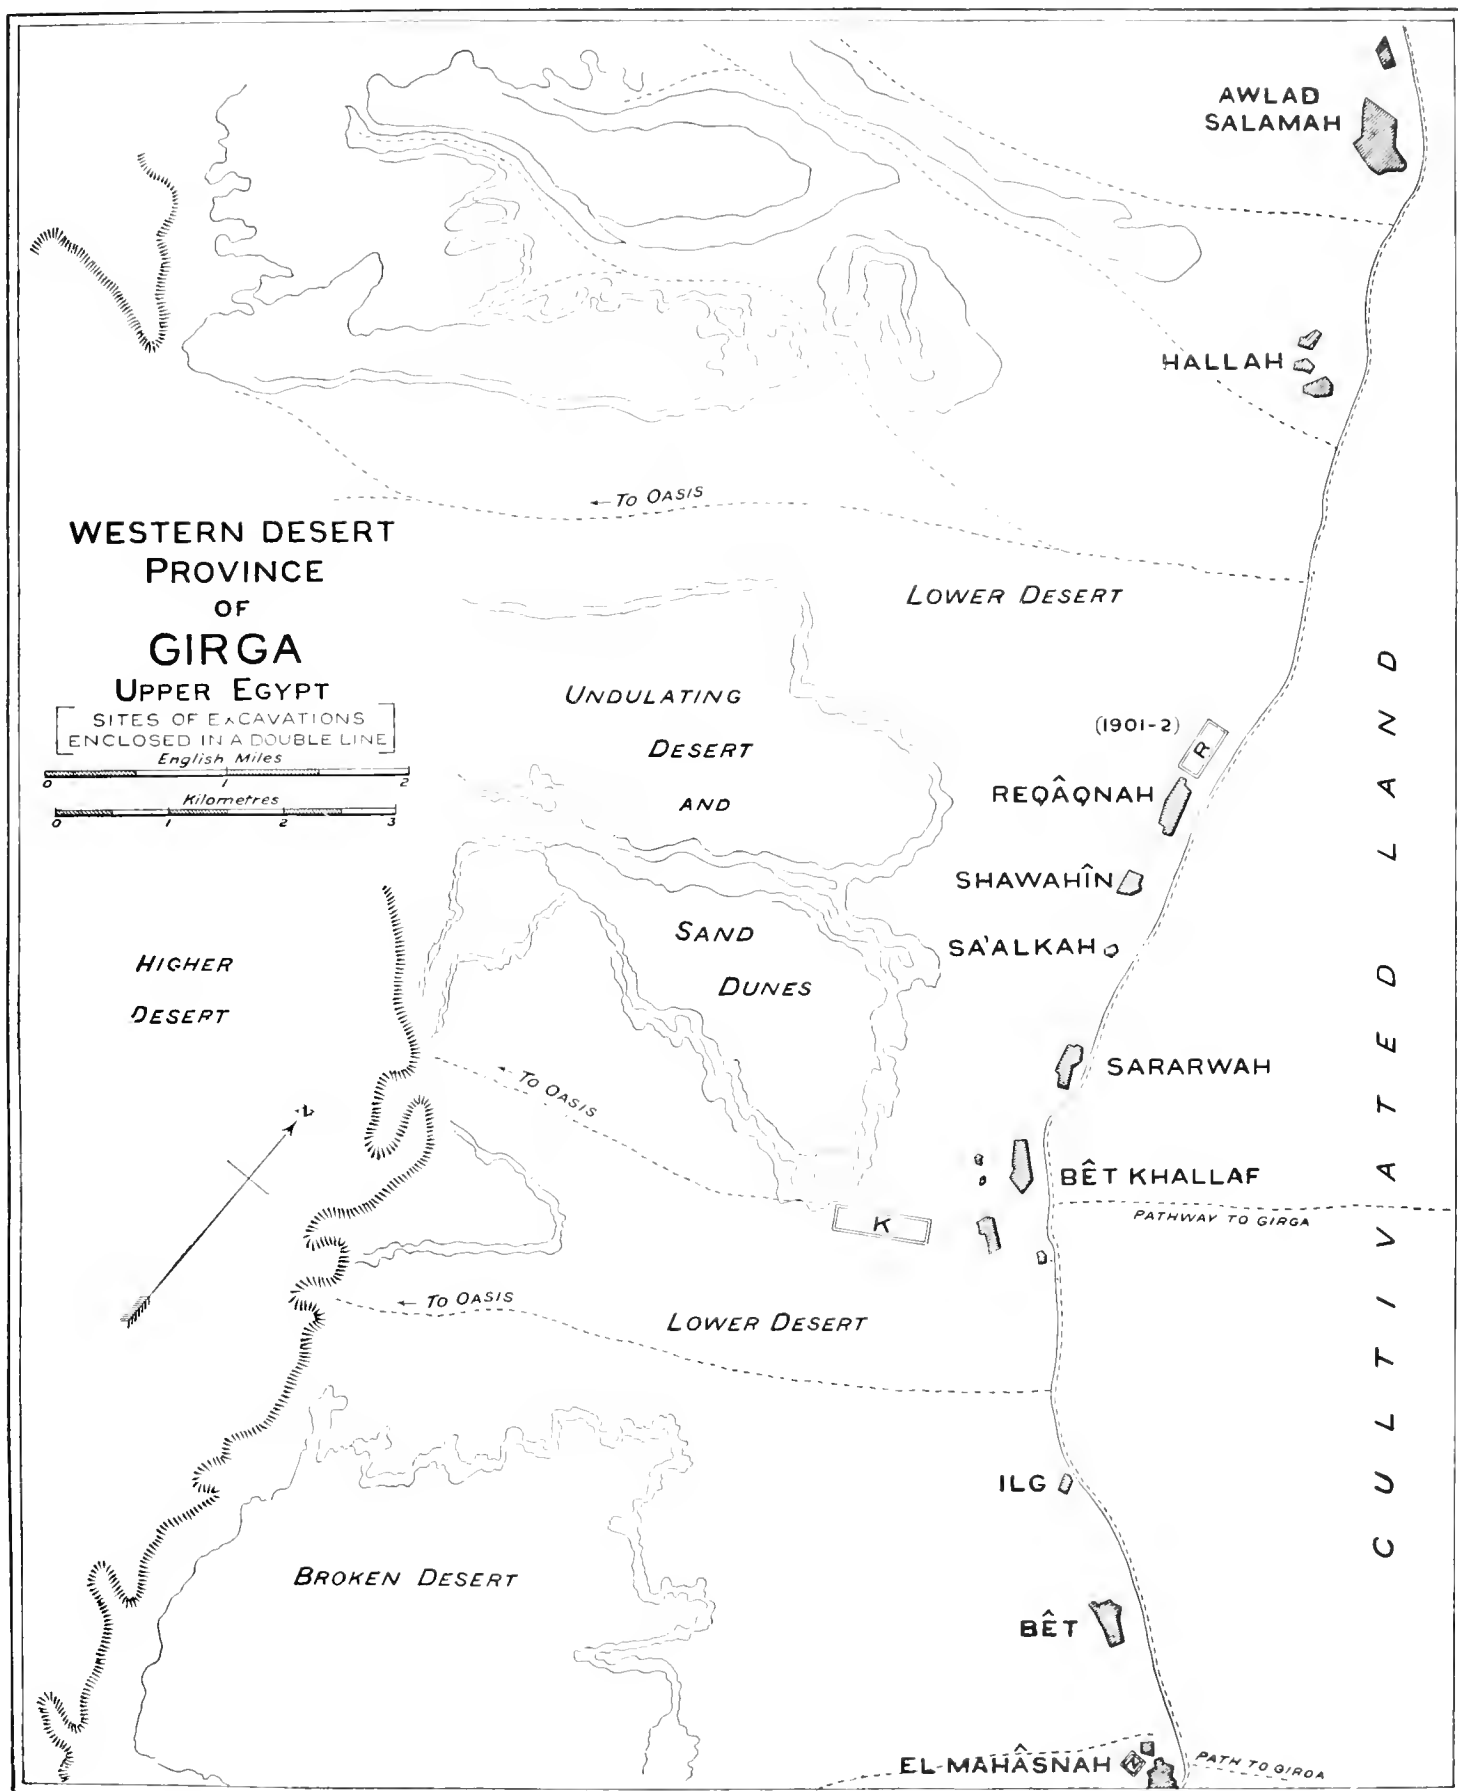 AWLAD
SALAMAH
HALLAH
← TO OASIS
WESTERN DESERT
PROVINCE
OF
GIRGA
UPPER EGYPT
SITES OF EXCAVATIONS
ENCLOSED IN A DOUBLE LINE
English Miles
0 1 2
Kilometres
0 1 2 3
LOWER DESERT
UNDULATING
DESERT
AND
SAND
DUNES
(1901-2)
R
REQÂQNAH
SHAWAHÎN
SA'ALKAH
HIGHER
DESERT
SARARWAH
← TO OASIS
N
BÊT KHALLAF
PATHWAY TO GIRGA
K
← TO OASIS
LOWER DESERT
ILG
BROKEN DESERT
BÊT
EL-MAHÂSNAH
PATH TO GIRGA
CULTIVATED LAND